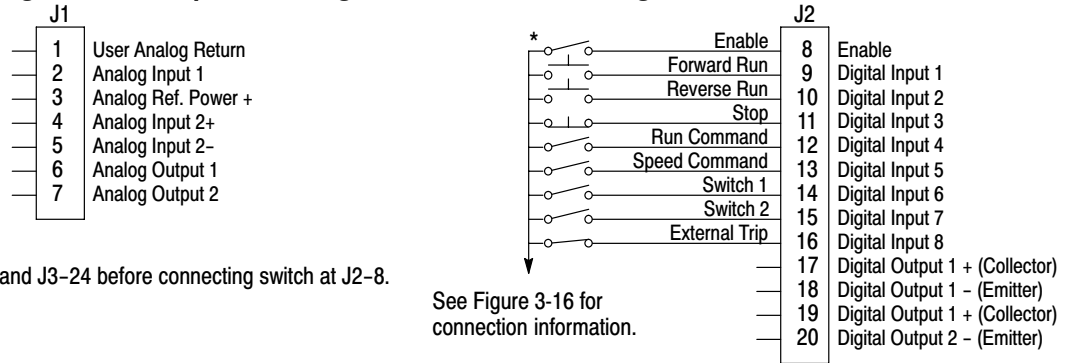 J1
1 User Analog Return
2 Analog Input 1
3 Analog Ref. Power +
4 Analog Input 2+
5 Analog Input 2-
6 Analog Output 1
7 Analog Output 2
and J3-24 before connecting switch at J2-8.
J2
*
Enable 8 Enable
Forward Run 9 Digital Input 1
Reverse Run 10 Digital Input 2
Stop 11 Digital Input 3
Run Command 12 Digital Input 4
Speed Command 13 Digital Input 5
Switch 1 14 Digital Input 6
Switch 2 15 Digital Input 7
External Trip 16 Digital Input 8
17 Digital Output 1 + (Collector)
18 Digital Output 1 - (Emitter)
19 Digital Output 1 + (Collector)
20 Digital Output 2 - (Emitter)
See Figure 3-16 for
connection information.